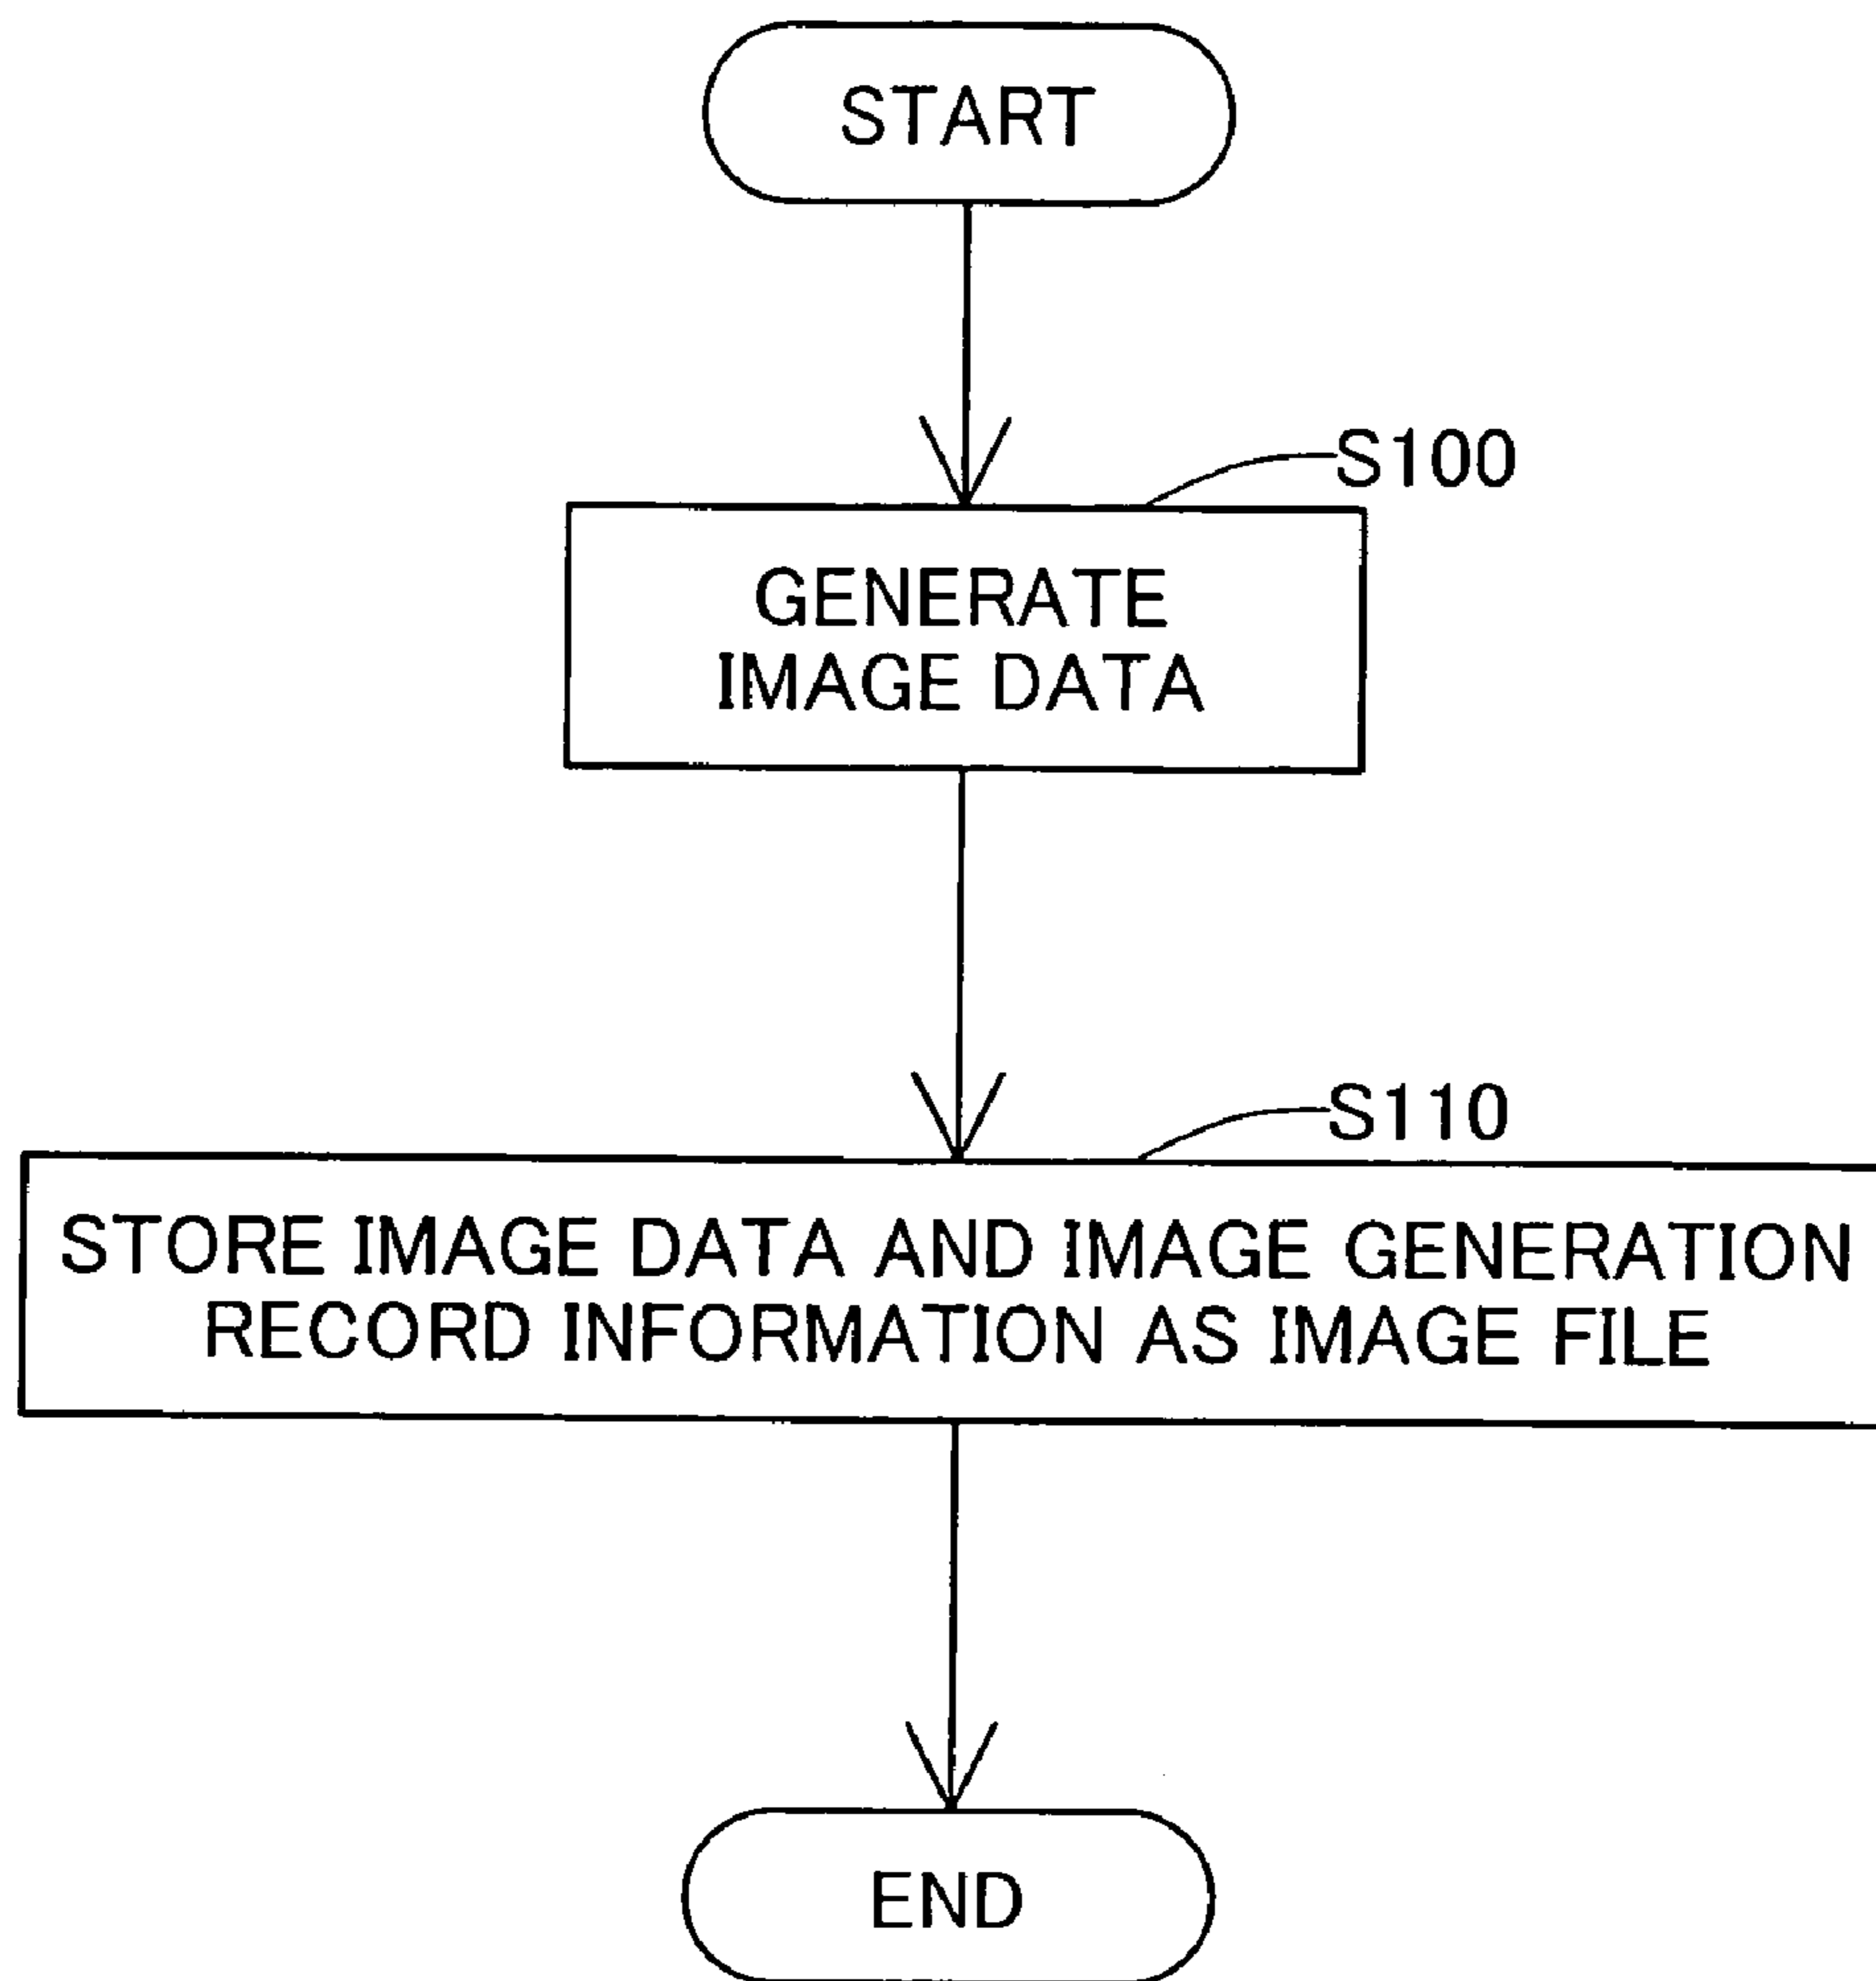 START
S100
GENERATE
IMAGE DATA
S110
STORE IMAGE DATA AND IMAGE GENERATION
RECORD INFORMATION AS IMAGE FILE
END